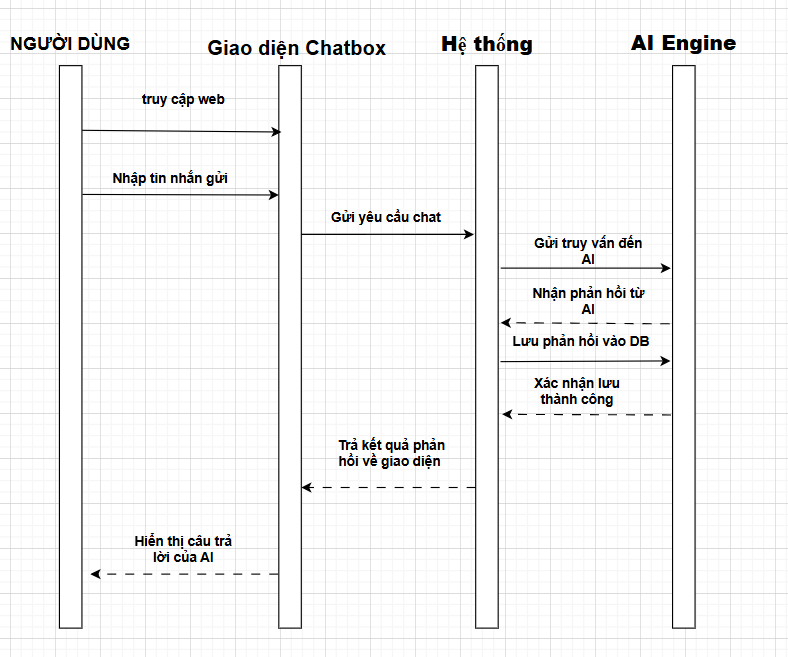 NGƯỜI DÙNG
Giao diện Chatbox
Hệ thống
AI Engine
truy cập web
Nhập tin nhắn gửi
Gửi yêu cầu chat
Gửi truy vấn đến
AI
Nhận phản hồi từ
AI
Lưu phản hồi vào DB
Xác nhận lưu
thành công
Trả kết quả phản
hồi về giao diện
Hiển thị câu trả
lời của AI